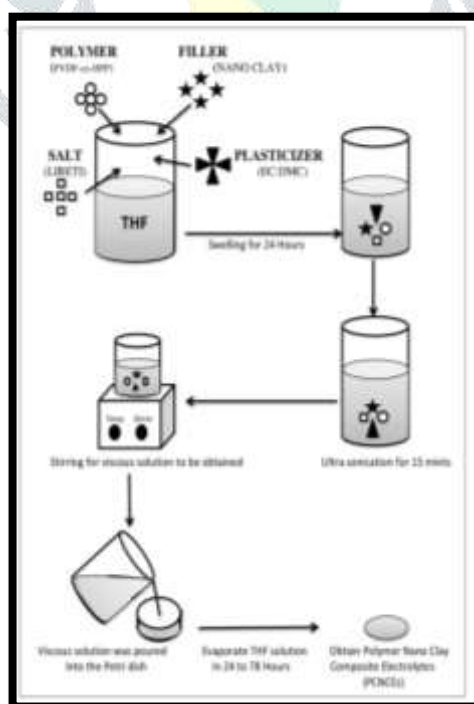 POLYMER
(PVDF-co-HFP)
FILLER
(NANO CLAY)
SALT
(LIBETI)
PLASTICIZER
(EC:DMC)
THF
Swelling for 24 Hours
Stirring for viscous solution to be obtained
Ultra sonication for 15 mints
Viscous solution was poured
into the Petri dish
Evaporate THF solution
in 24 to 78 Hours
Obtain Polymer Nano Clay
Composite Electrolytes
(PCNCEs)